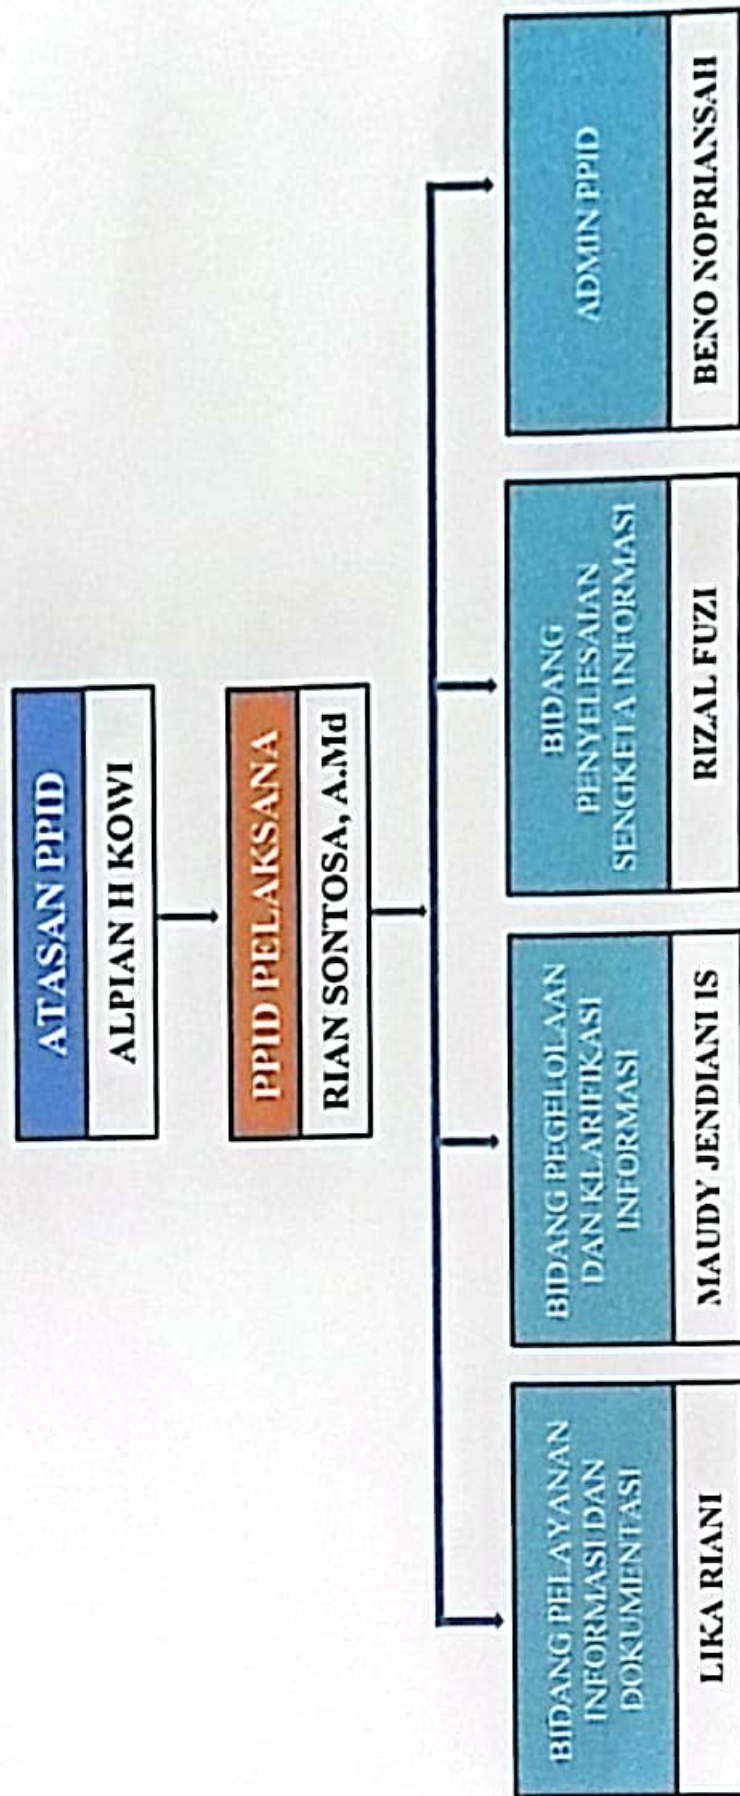 ATASAN PPID
ALPIAN H KOWI
PPID PELAKSANA
RIAN SONTOSA, A.Md
BIDANG PELAYANAN
INFORMASI DAN
DOKUMENTASI
LIKA RIANI
BIDANG PEGELOLAAN
DAN KLARIFIKASI
INFORMASI
MAUDY JENDIANI IS
BIDANG
PENYELESAIAN
SENGKETA INFORMASI
RIZAL FUZI
ADMIN PPID
BENO NOPRIANSAH